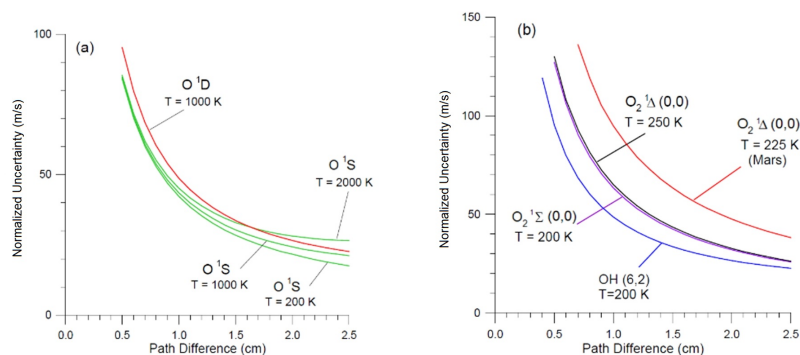 (a)
100
50
0
Normalized Uncertainty (m/s)
O ¹D
T = 1000 K
O ¹S
T = 2000 K
O ¹S
T = 1000 K
O ¹S
T = 200 K
0.0 0.5 1.0 1.5 2.0 2.5
Path Difference (cm)
(b)
150
100
50
0
Normalized Uncertainty (m/s)
O₂ ¹Δ (0,0)
T = 250 K
O₂ ¹Δ (0,0)
T = 225 K
(Mars)
O₂ ¹Σ (0,0)
T = 200 K
OH (6,2)
T=200 K
0.0 0.5 1.0 1.5 2.0 2.5
Path Difference (cm)